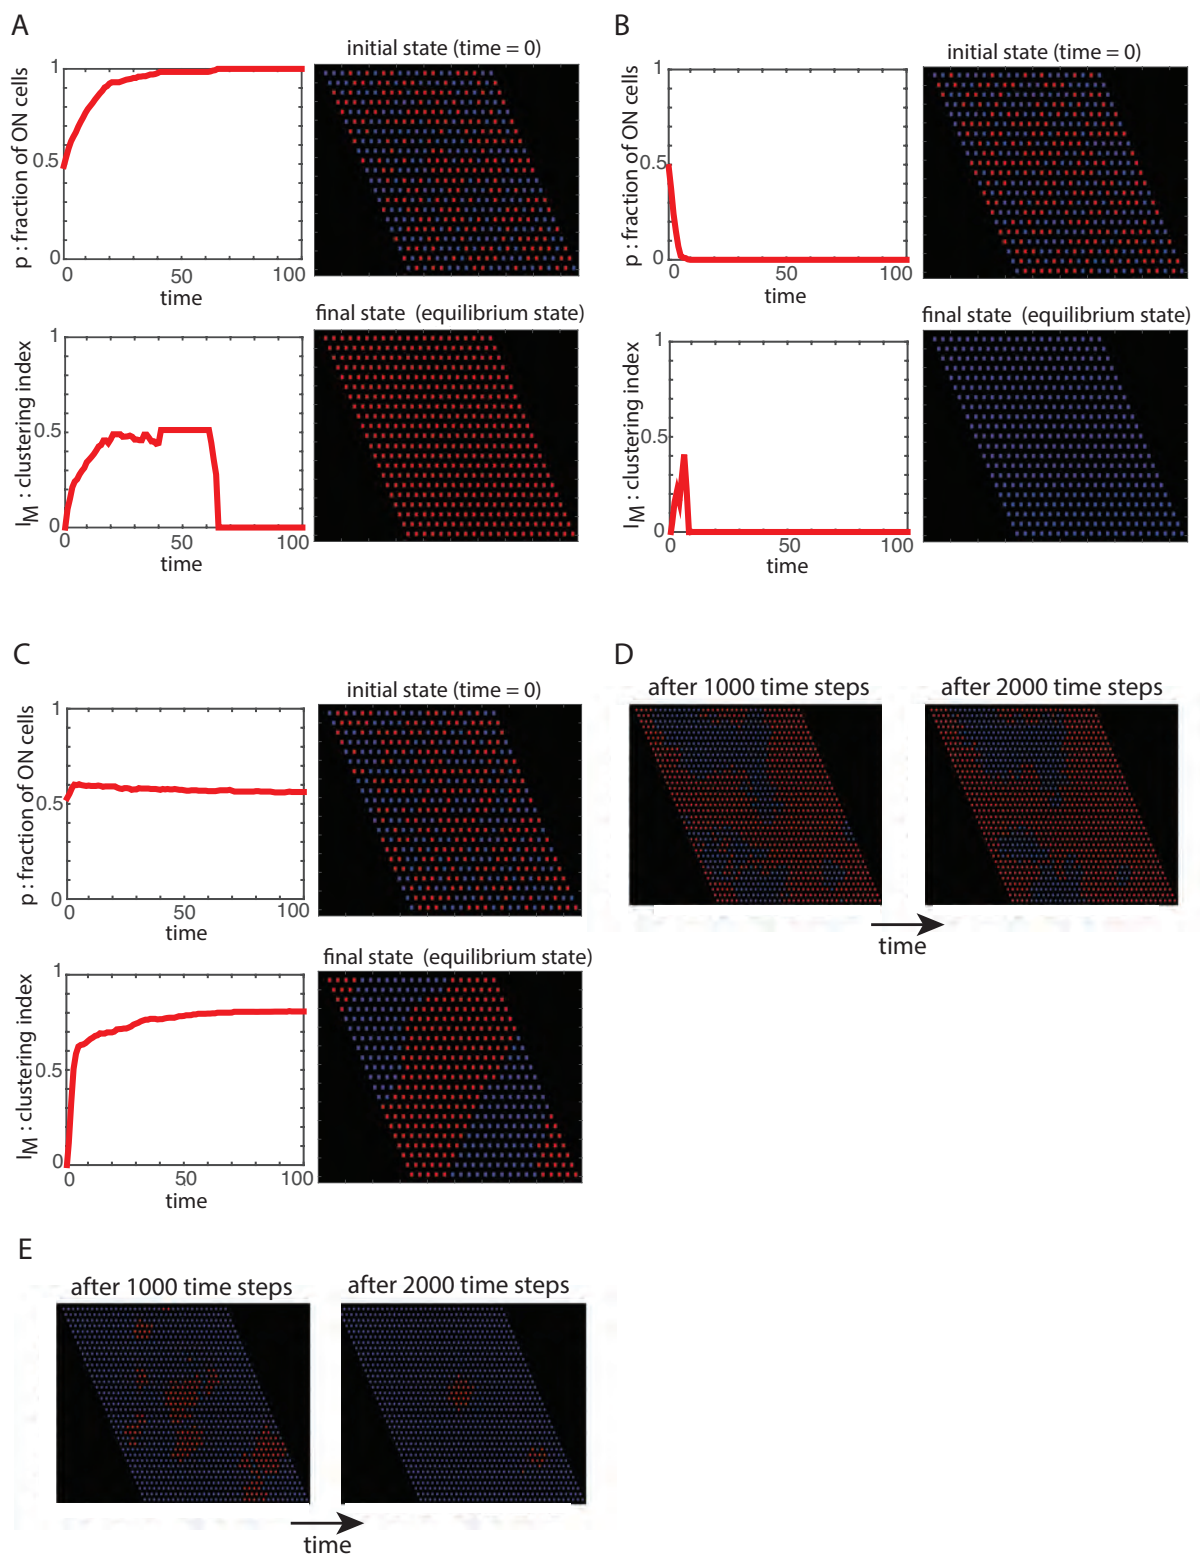 A
initial state (time = 0)
p : fraction of ON cells
1
0.5
0
0
50
100
time
final state (equilibrium state)
I_M : clustering index
1
0.5
0
0
50
100
time
B
initial state (time = 0)
p : fraction of ON cells
1
0.5
0
0
50
100
time
final state (equilibrium state)
I_M : clustering index
1
0.5
0
0
50
100
time
C
initial state (time = 0)
p : fraction of ON cells
1
0.5
0
0
50
100
time
final state (equilibrium state)
I_M : clustering index
1
0.5
0
0
50
100
time
D
after 1000 time steps
after 2000 time steps
time
E
after 1000 time steps
after 2000 time steps
time